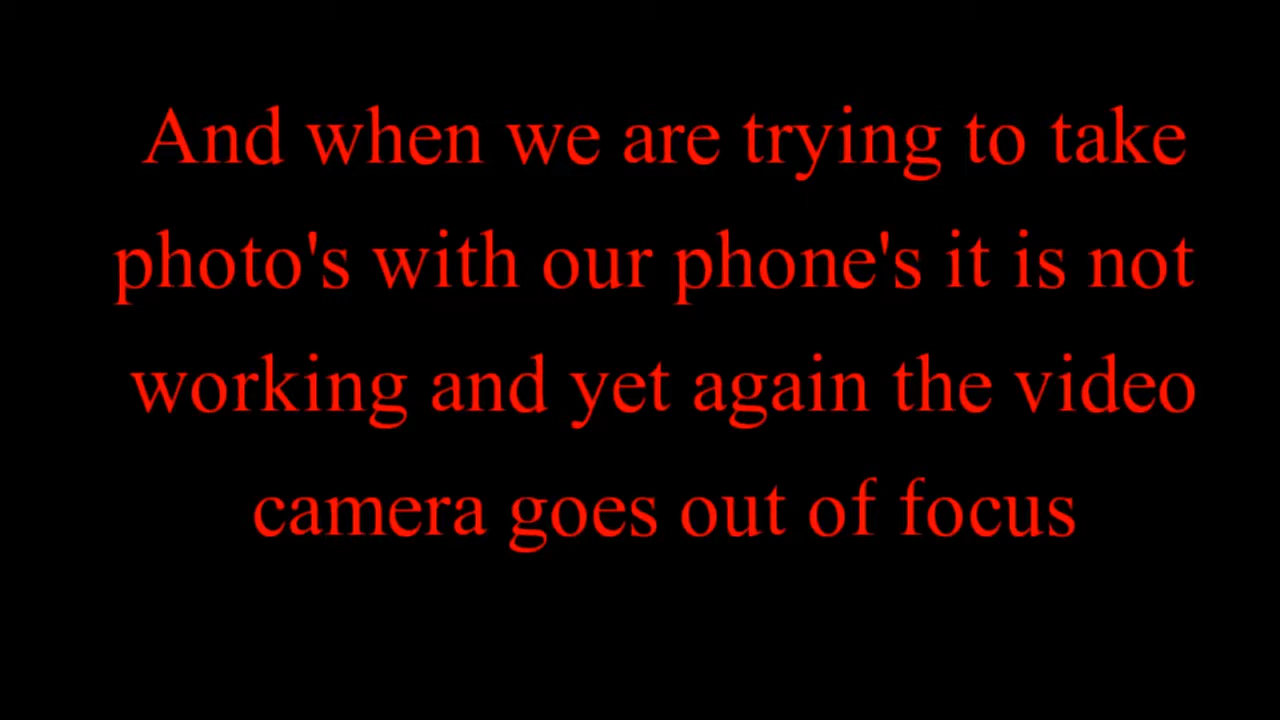 And when we are trying to take
photo's with our phone's it is not
working and yet again the video
camera goes out of focus